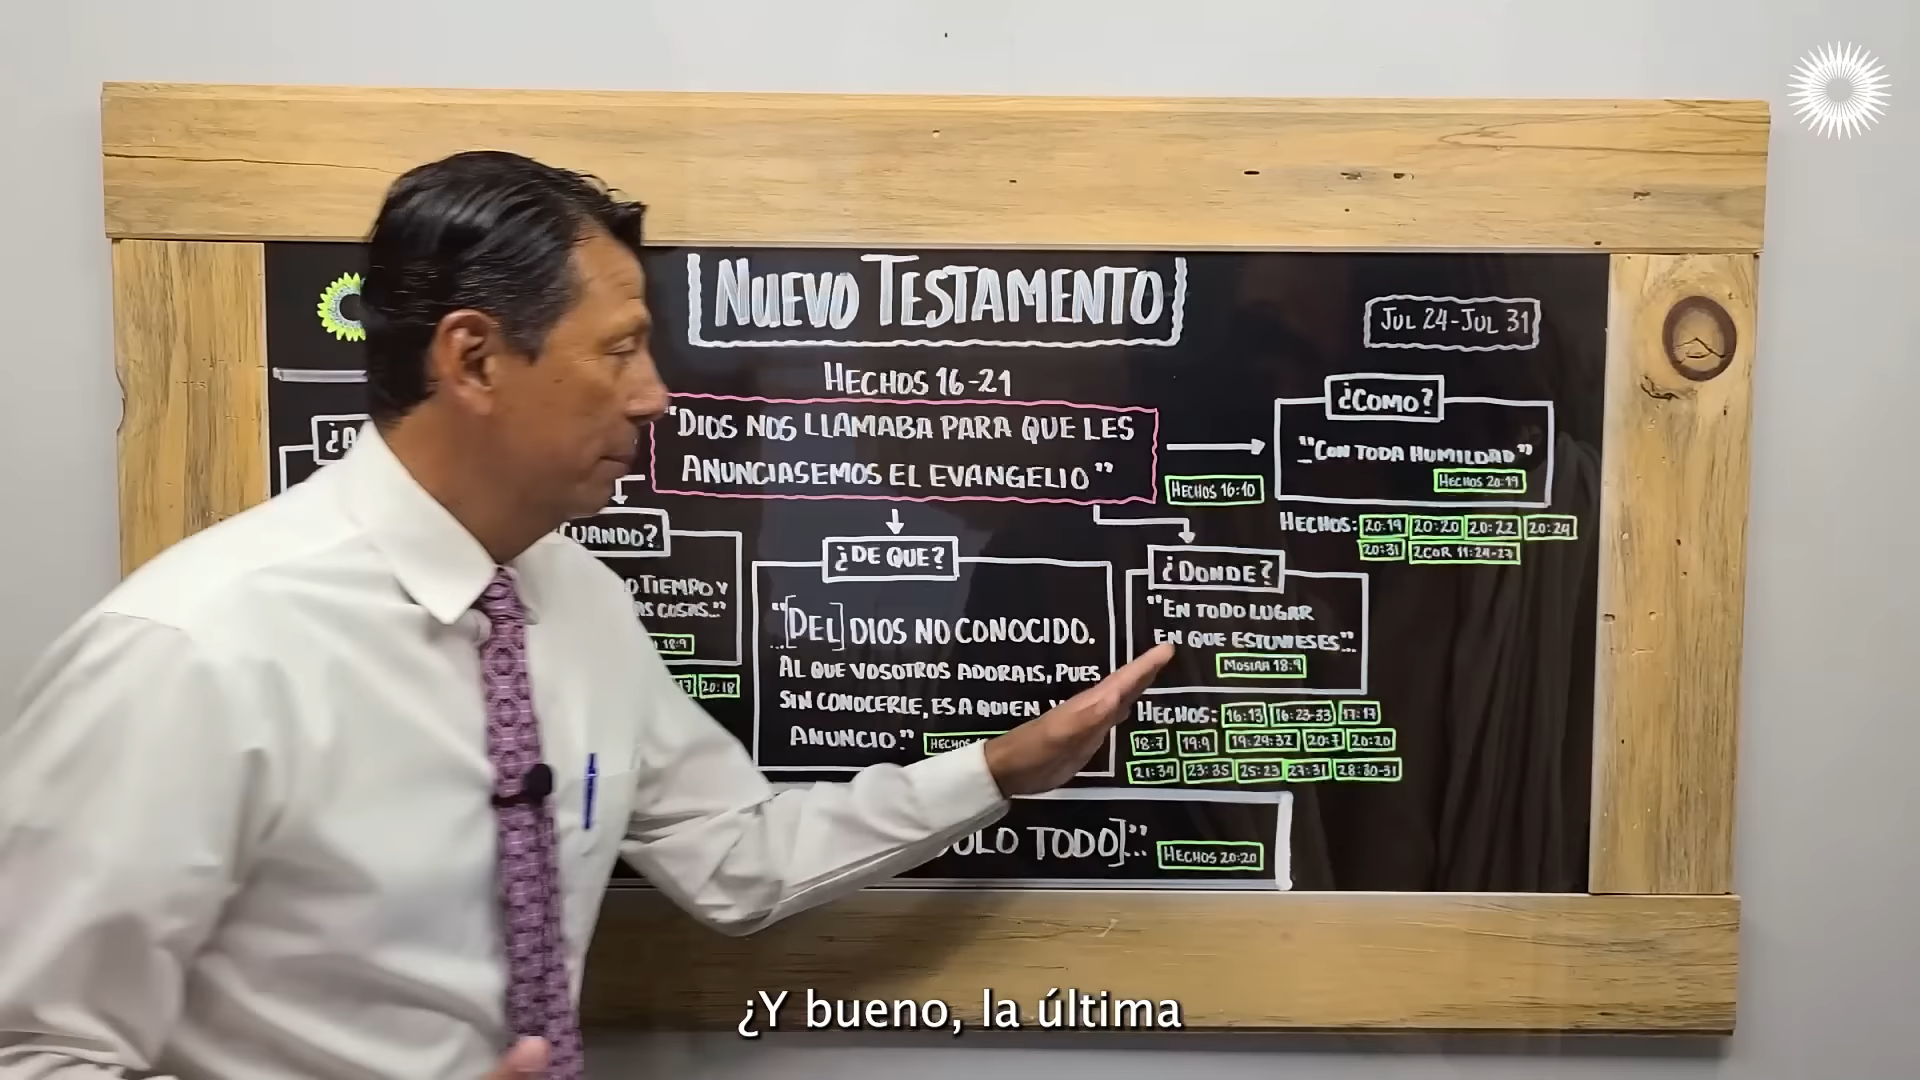 NUEVO TESTAMENTO
JUL 24-JUL 31
HECHOS 16-21
"DIOS NOS LLAMABA PARA QUE LES
ANUNCIASEMOS EL EVANGELIO"
HECHOS 16:10
¿COMO?
"CON TODA HUMILDAD"
HECHOS 20:19
HECHOS: 20:19 20:20 20:22 20:24
20:31 2COR 11:24-27
CUANDO?
TIEMPO Y
COSAS..."
18:9
20:18
¿DE QUE?
"...[DEL] DIOS NO CONOCIDO.
AL QUE VOSOTROS ADORAIS, PUES
SIN CONOCERLE, ES A QUIEN
ANUNCIO."
HECHOS
¿DONDE?
"EN TODO LUGAR
EN QUE ESTUVIESES"...
MOSIAH 18:9
HECHOS: 16:13 16:23-33 17:17
18:7 19:9 19:29:32 20:7 20:20
21:39 23:35 25:23 27:31 28:30-31
TODO]..."
HECHOS 20:20
¿Y bueno, la última